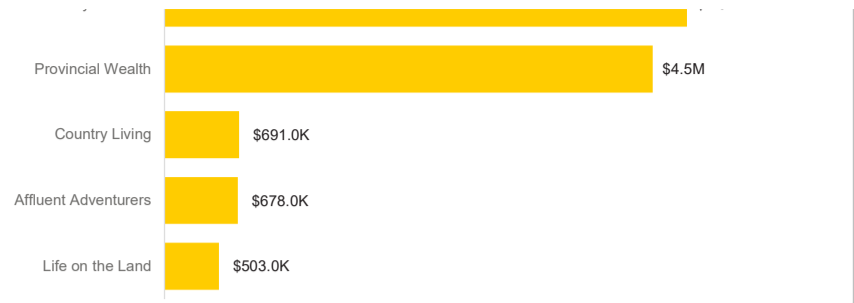 Provincial Wealth $4.5M
Country Living $691.0K
Affluent Adventurers $678.0K
Life on the Land $503.0K